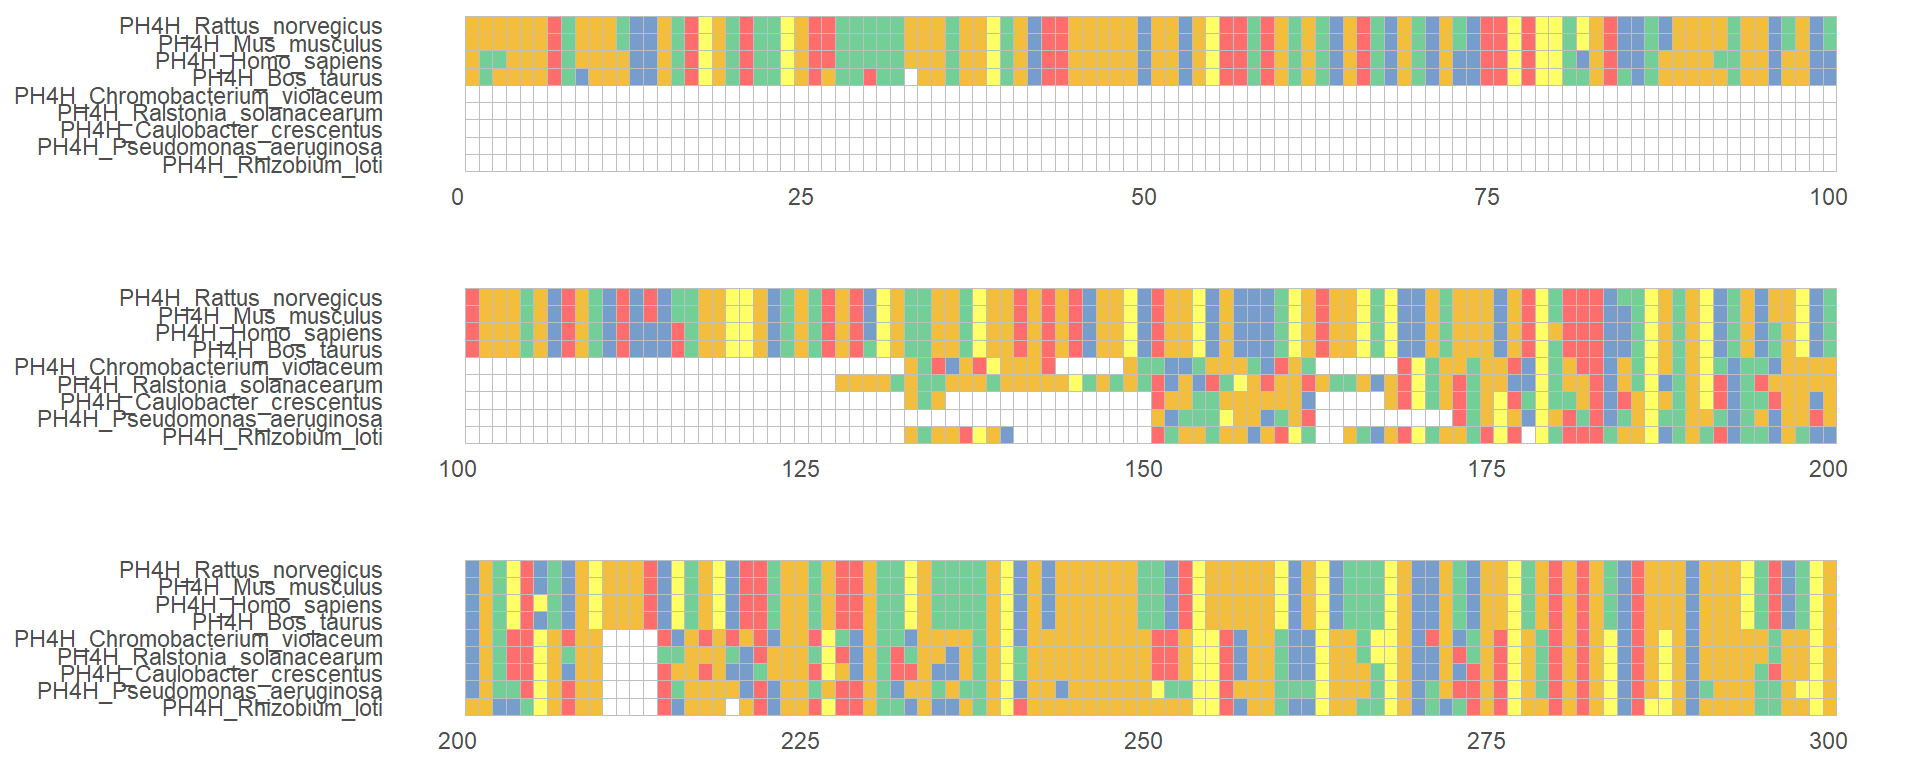 PH4H_Rattus_norvegicus
PH4H_Mus_musculus
PH4H_Homo_sapiens
PH4H_Bos_taurus
PH4H_Chromobacterium_violaceum
PH4H_Ralstonia_solanacearum
PH4H_Caulobacter_crescentus
PH4H_Pseudomonas_aeruginosa
PH4H_Rhizobium_loti
0 25 50 75 100
PH4H_Rattus_norvegicus
PH4H_Mus_musculus
PH4H_Homo_sapiens
PH4H_Bos_taurus
PH4H_Chromobacterium_violaceum
PH4H_Ralstonia_solanacearum
PH4H_Caulobacter_crescentus
PH4H_Pseudomonas_aeruginosa
PH4H_Rhizobium_loti
100 125 150 175 200
PH4H_Rattus_norvegicus
PH4H_Mus_musculus
PH4H_Homo_sapiens
PH4H_Bos_taurus
PH4H_Chromobacterium_violaceum
PH4H_Ralstonia_solanacearum
PH4H_Caulobacter_crescentus
PH4H_Pseudomonas_aeruginosa
PH4H_Rhizobium_loti
200 225 250 275 300